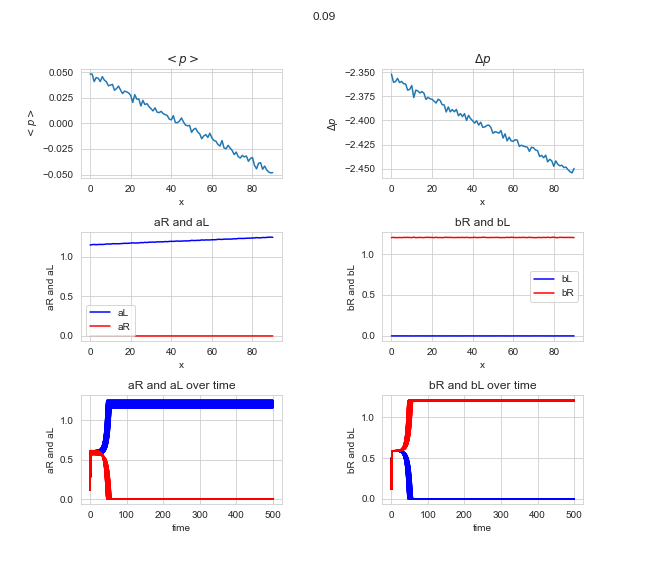 0.09
< p >
Δp
0.050
0.025
0.000
−0.025
−0.050
< p >
0 20 40 60 80
x
−2.350
−2.375
−2.400
−2.425
−2.450
Δp
0 20 40 60 80
x
aR and aL
bR and bL
1.0
0.5
0.0
aR and aL
aL
aR
0 20 40 60 80
x
1.0
0.5
0.0
bR and bL
bL
bR
0 20 40 60 80
x
aR and aL over time
bR and bL over time
1.0
0.5
0.0
aR and aL
0 100 200 300 400 500
time
1.0
0.5
0.0
bR and bL
0 100 200 300 400 500
time